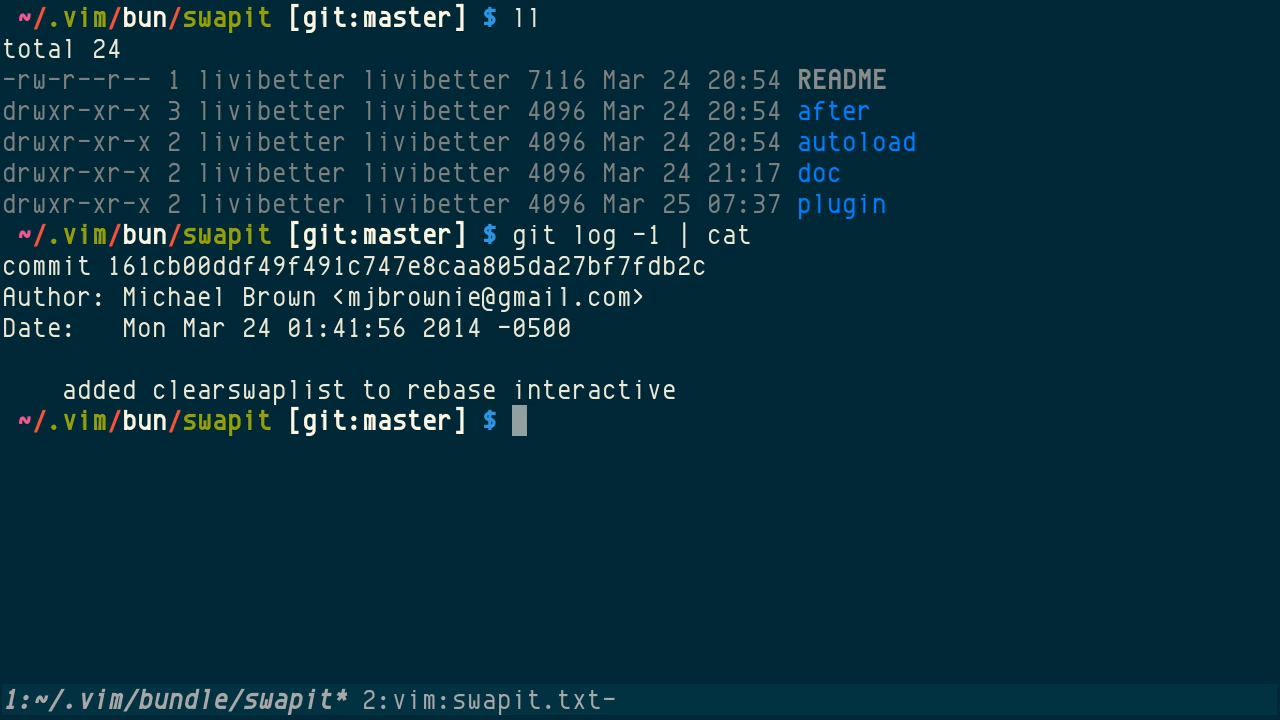 ~/.vim/bun/swapit [git:master] $ ll
total 24
-rw-r--r-- 1 livibetter livibetter 7116 Mar 24 20:54 README
drwxr-xr-x 3 livibetter livibetter 4096 Mar 24 20:54 after
drwxr-xr-x 2 livibetter livibetter 4096 Mar 24 20:54 autoload
drwxr-xr-x 2 livibetter livibetter 4096 Mar 24 21:17 doc
drwxr-xr-x 2 livibetter livibetter 4096 Mar 25 07:37 plugin
~/.vim/bun/swapit [git:master] $ git log -1 | cat
commit 161cb00ddf49f491c747e8caa805da27bf7fdb2c
Author: Michael Brown <mjbrownie@gmail.com>
Date:   Mon Mar 24 01:41:56 2014 -0500
    added clearswaplist to rebase interactive
~/.vim/bun/swapit [git:master] $
1:~/.vim/bundle/swapit* 2:vim:swapit.txt-